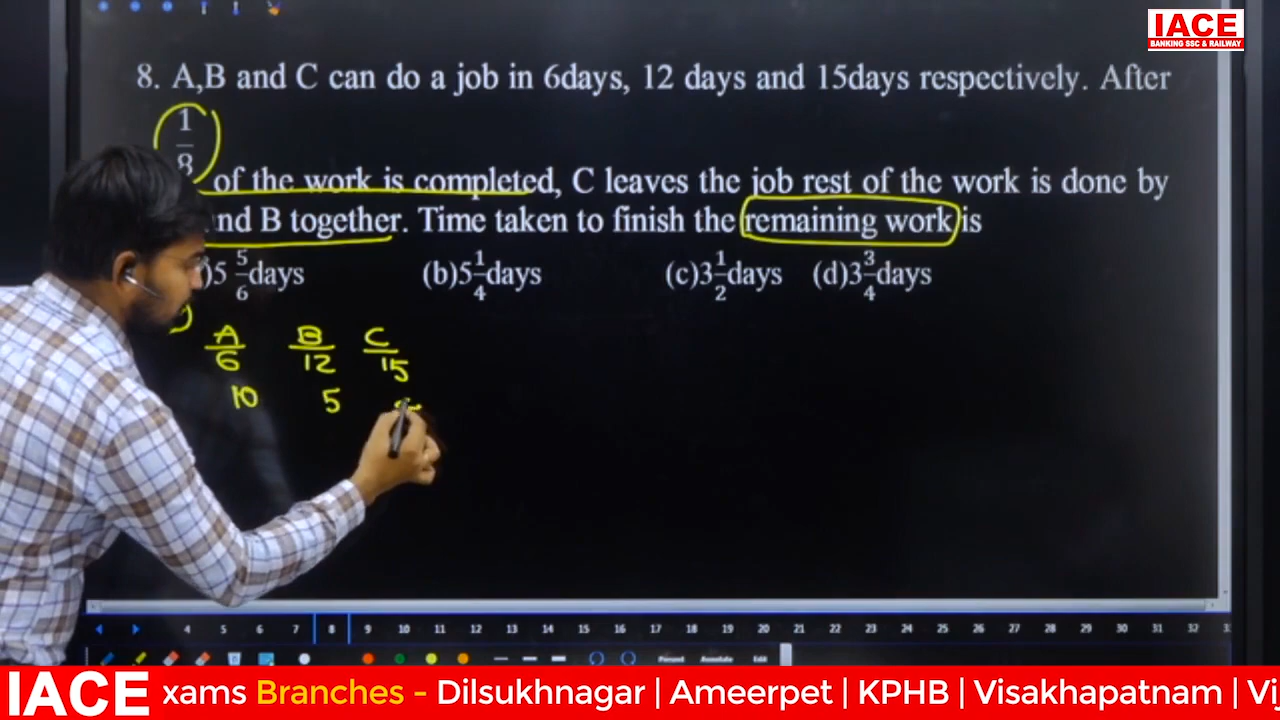 IACE
BANKING SSC & RAILWAY
8. A,B and C can do a job in 6days, 12 days and 15days respectively. After
1
8
of the work is completed, C leaves the job rest of the work is done by
and B together. Time taken to finish the remaining work is
)5 5/6 days (b)5 1/4 days (c)3 1/2 days (d)3 3/4 days
A B C
6 12 15
10 5
4 5 6 7 8 9 10 11 12 13 14 15 16 17 18 19 20 21 22 23 24 25 26 27 28 29 30 31 32
IACE xams Branches - Dilsukhnagar | Ameerpet | KPHB | Visakhapatnam | Vij